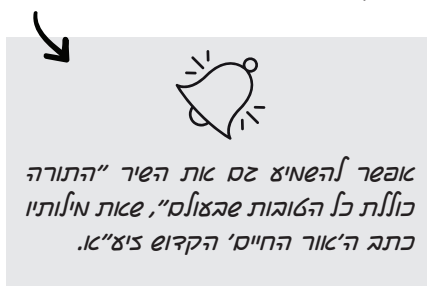 אפשר להשמיע גם את השיר "התורה
כוללת כל הטובות שבעולם", שאת מילותיו
כתב ה'אור החיים' הקדוש זיע"א.